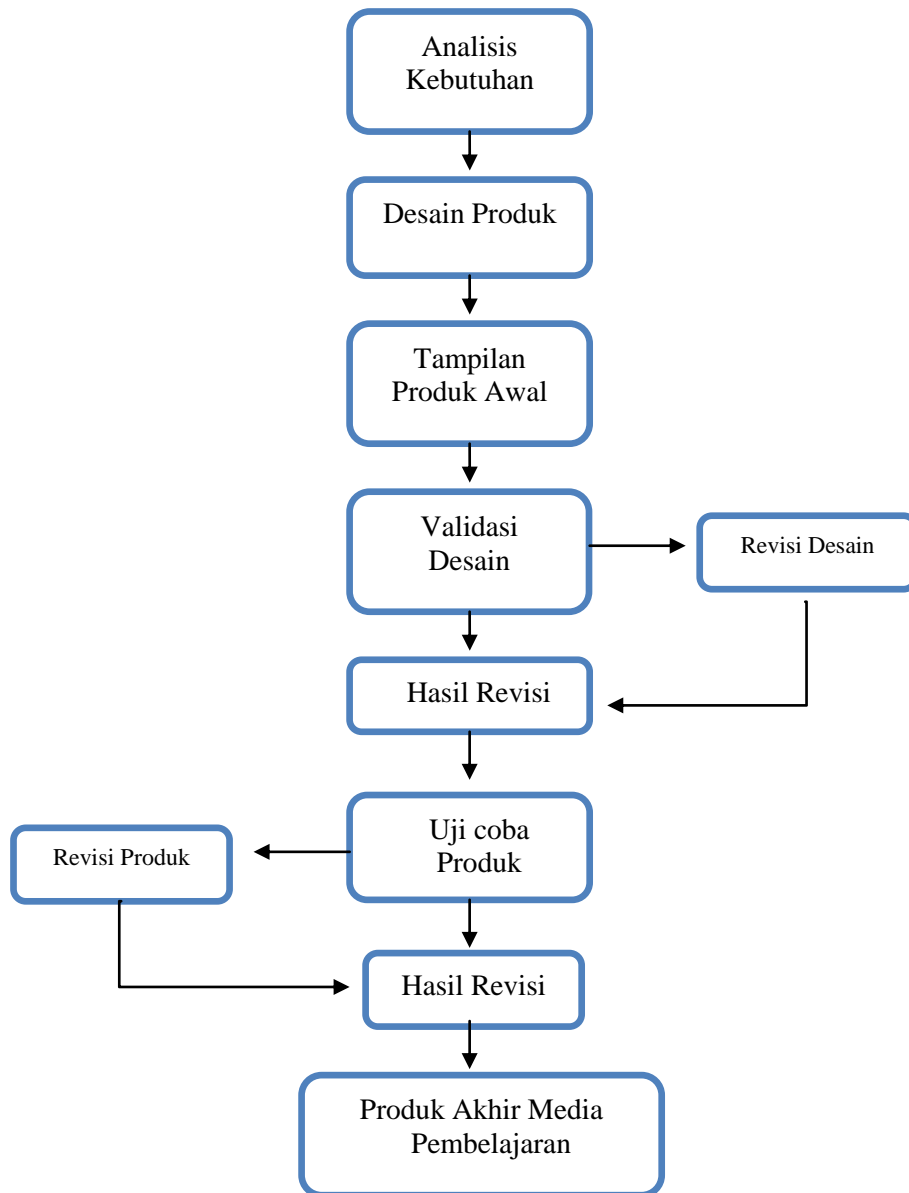 Analisis
Kebutuhan
Desain Produk
Tampilan
Produk Awal
Validasi
Desain
Revisi Desain
Hasil Revisi
Uji coba
Produk
Revisi Produk
Hasil Revisi
Produk Akhir Media
Pembelajaran